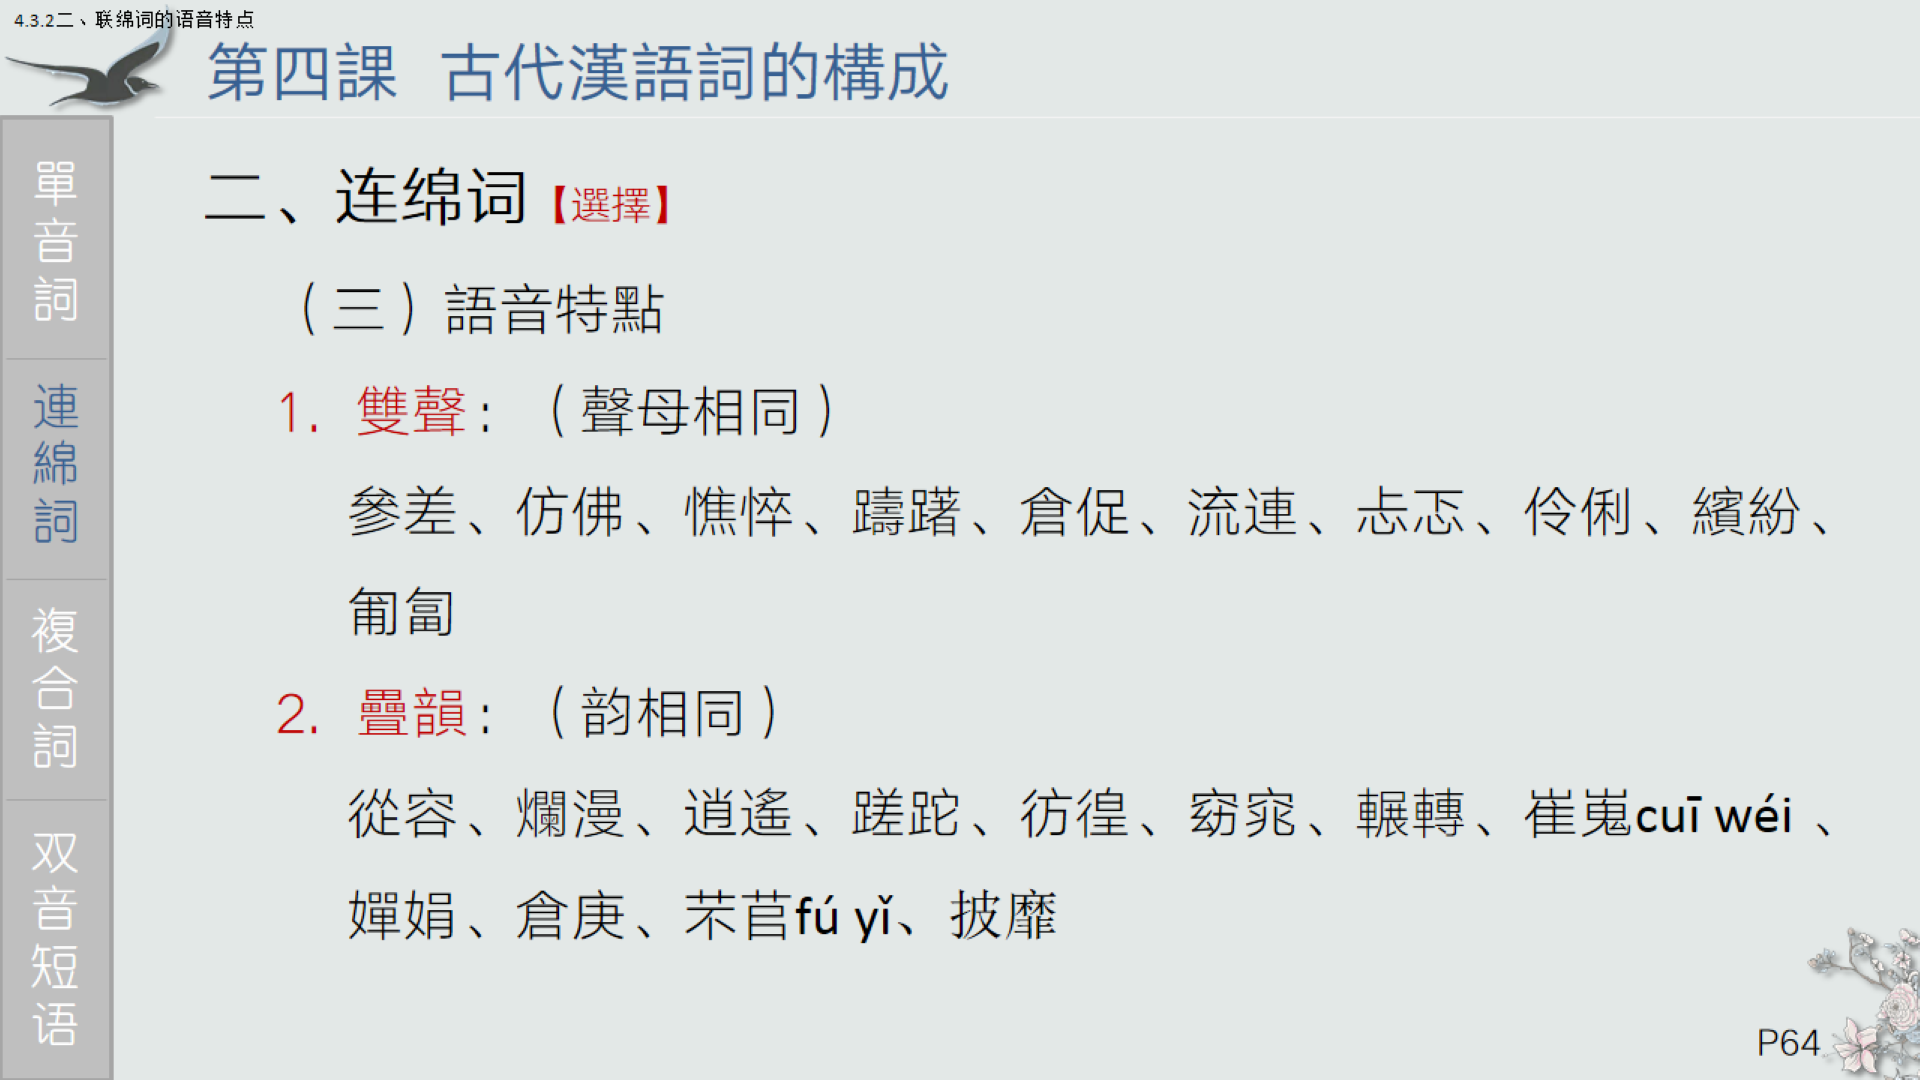 4.3.2二、联绵词的语音特点
第四課 古代漢語詞的構成
單音詞
連綿詞
複合詞
双音短语
二、连绵词【選擇】
（三）語音特點
1. 雙聲：（聲母相同）
參差、仿佛、憔悴、躊躇、倉促、流連、忐忑、伶俐、繽紛、
匍匐
2. 疊韻：（韵相同）
從容、爛漫、逍遙、蹉跎、彷徨、窈窕、輾轉、崔嵬cuī wéi 、
嬋娟、倉庚、芣苢fú yǐ、披靡
P64